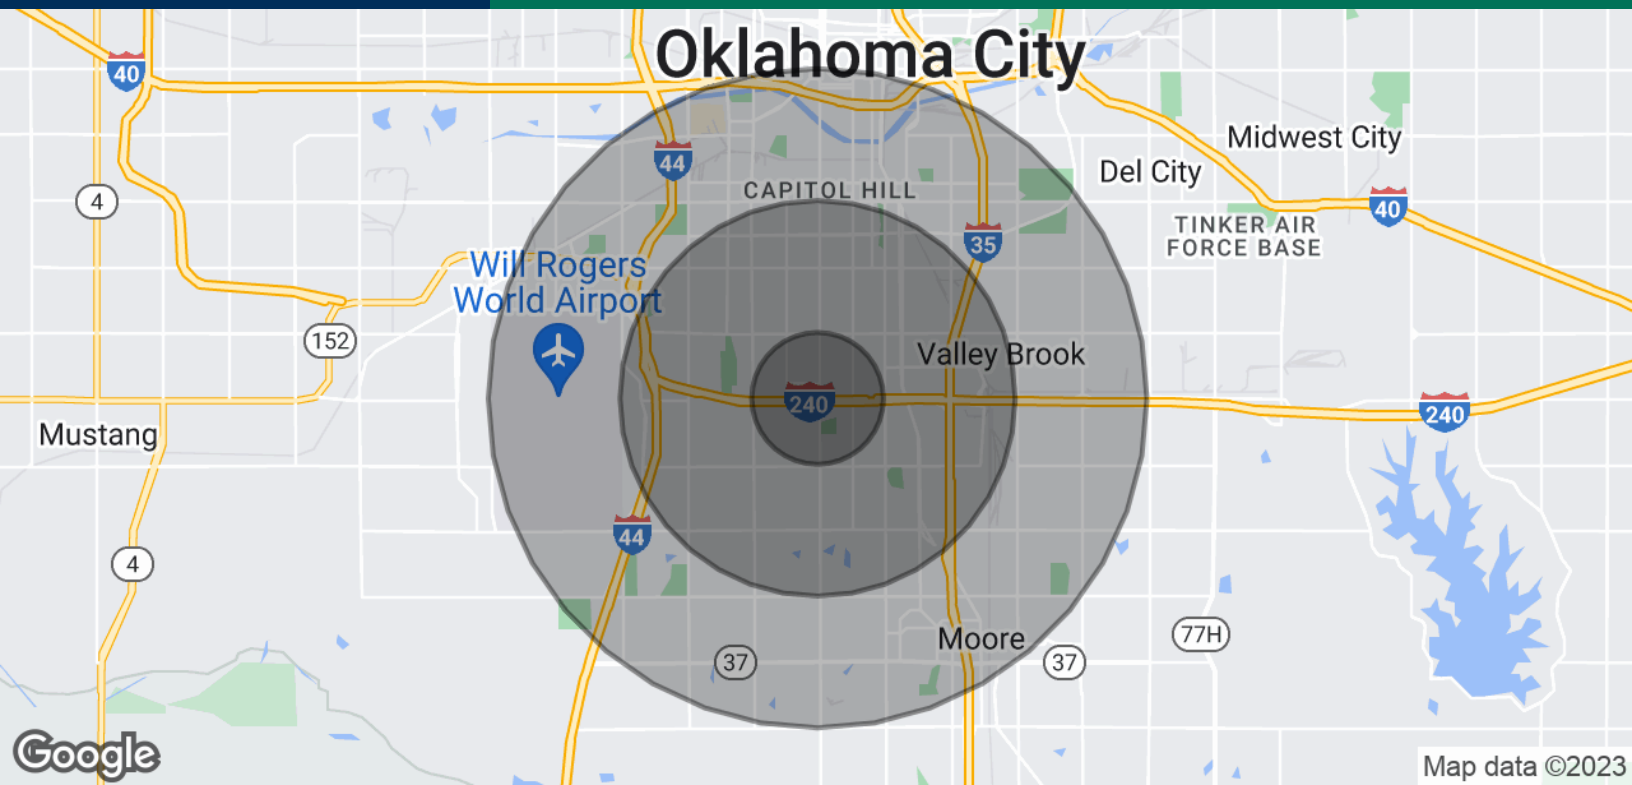 Oklahoma City
40
Midwest City
44
Del City
CAPITOL HILL
4
40
TINKER AIR
FORCE BASE
35
Will Rogers
World Airport
152
Valley Brook
240
240
Mustang
44
4
Moore
77H
37
37
Google
Map data ©2023